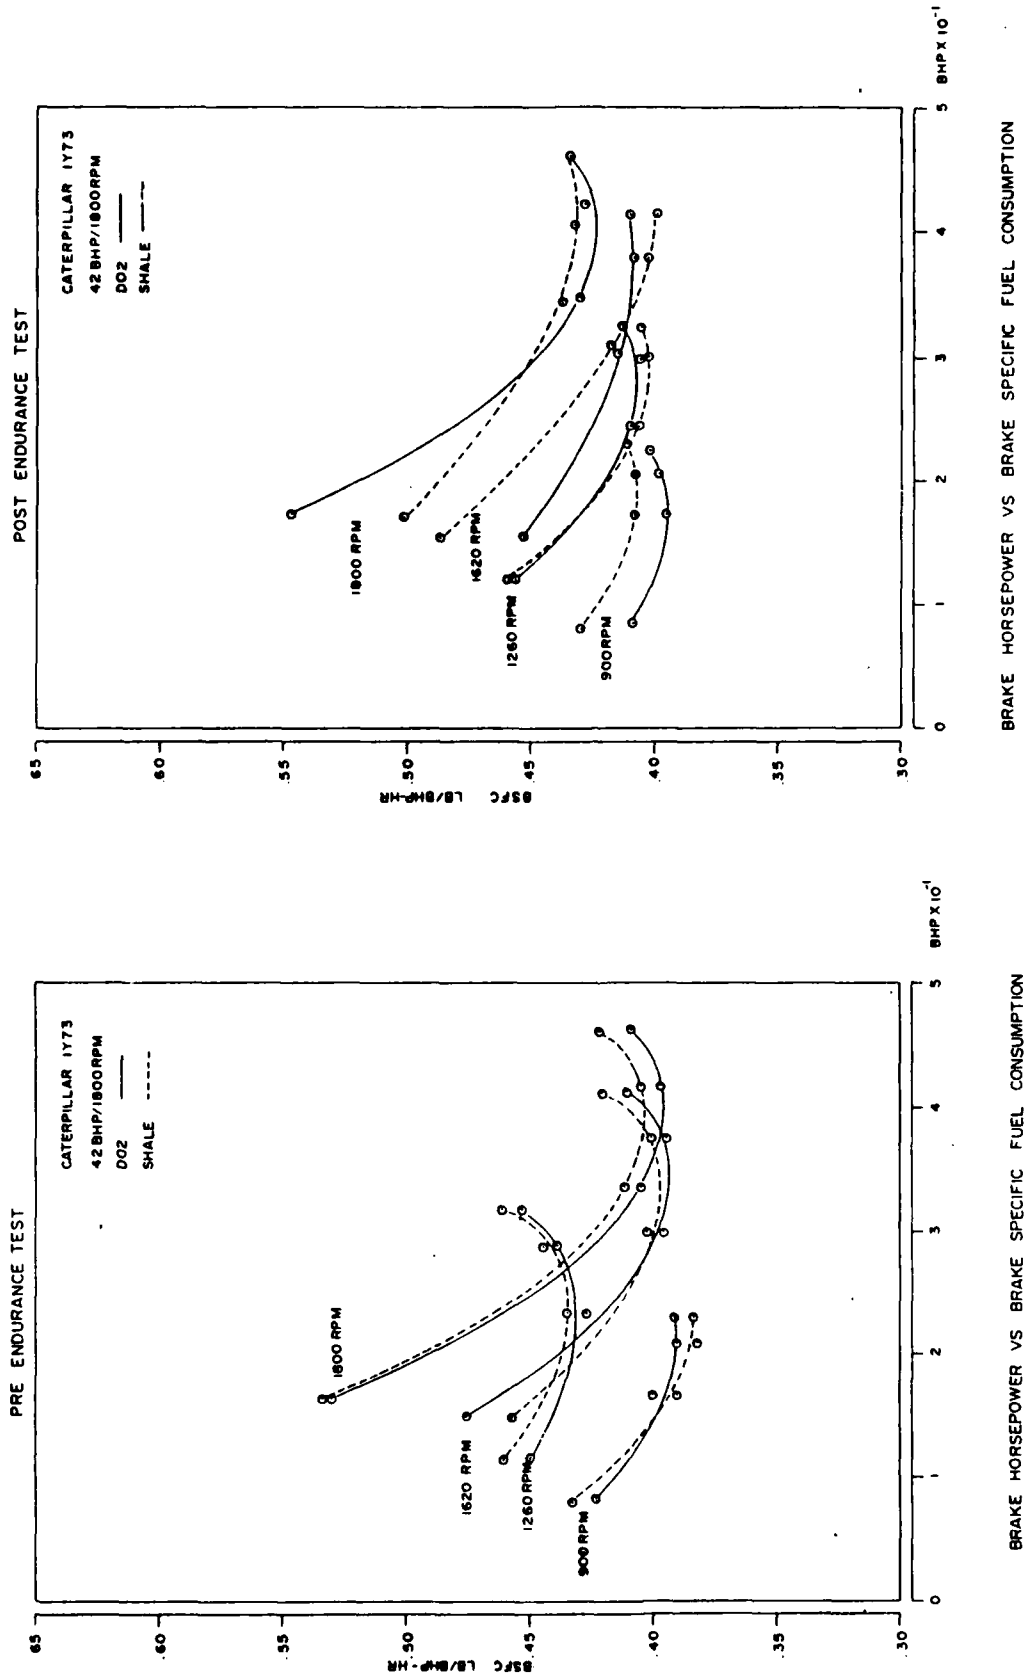 PRE ENDURANCE TEST
CATERPILLAR 1Y73
42 BHP/1800 RPM
DO2
SHALE
.65
.60
.55
.50
.45
.40
.35
.30
BSFC LB/BHP-HR
1800 RPM
1620 RPM
1260 RPM
900 RPM
0 1 2 3 4 5
BHP X 10⁻¹
BRAKE HORSEPOWER VS BRAKE SPECIFIC FUEL CONSUMPTION
POST ENDURANCE TEST
CATERPILLAR 1Y73
42 BHP/1800 RPM
DO2
SHALE
.65
.60
.55
.50
.45
.40
.35
.30
BSFC LB/BHP-HR
1800 RPM
1620 RPM
1260 RPM
900 RPM
0 1 2 3 4 5
BHP X 10⁻¹
BRAKE HORSEPOWER VS BRAKE SPECIFIC FUEL CONSUMPTION